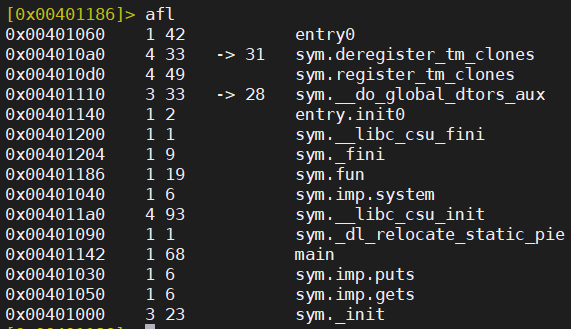 [0x00401186]> afl
0x00401060    1 42           entry0
0x004010a0    4 33   -> 31   sym.deregister_tm_clones
0x004010d0    4 49           sym.register_tm_clones
0x00401110    3 33   -> 28   sym.__do_global_dtors_aux
0x00401140    1 2            entry.init0
0x00401200    1 1            sym.__libc_csu_fini
0x00401204    1 9            sym._fini
0x00401186    1 19           sym.fun
0x00401040    1 6            sym.imp.system
0x004011a0    4 93           sym.__libc_csu_init
0x00401090    1 1            sym._dl_relocate_static_pie
0x00401142    1 68           main
0x00401030    1 6            sym.imp.puts
0x00401050    1 6            sym.imp.gets
0x00401000    3 23           sym._init